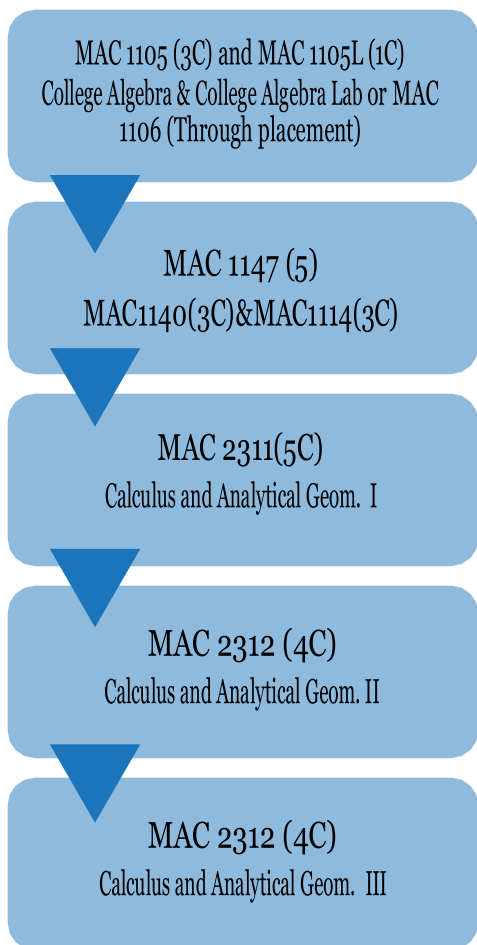 MAC 1105 (3C) and MAC 1105L (1C)
College Algebra & College Algebra Lab or MAC
1106 (Through placement)
MAC 1147 (5)
MAC1140(3C)&MAC1114(3C)
MAC 2311(5C)
Calculus and Analytical Geom. I
MAC 2312 (4C)
Calculus and Analytical Geom. II
MAC 2312 (4C)
Calculus and Analytical Geom. III